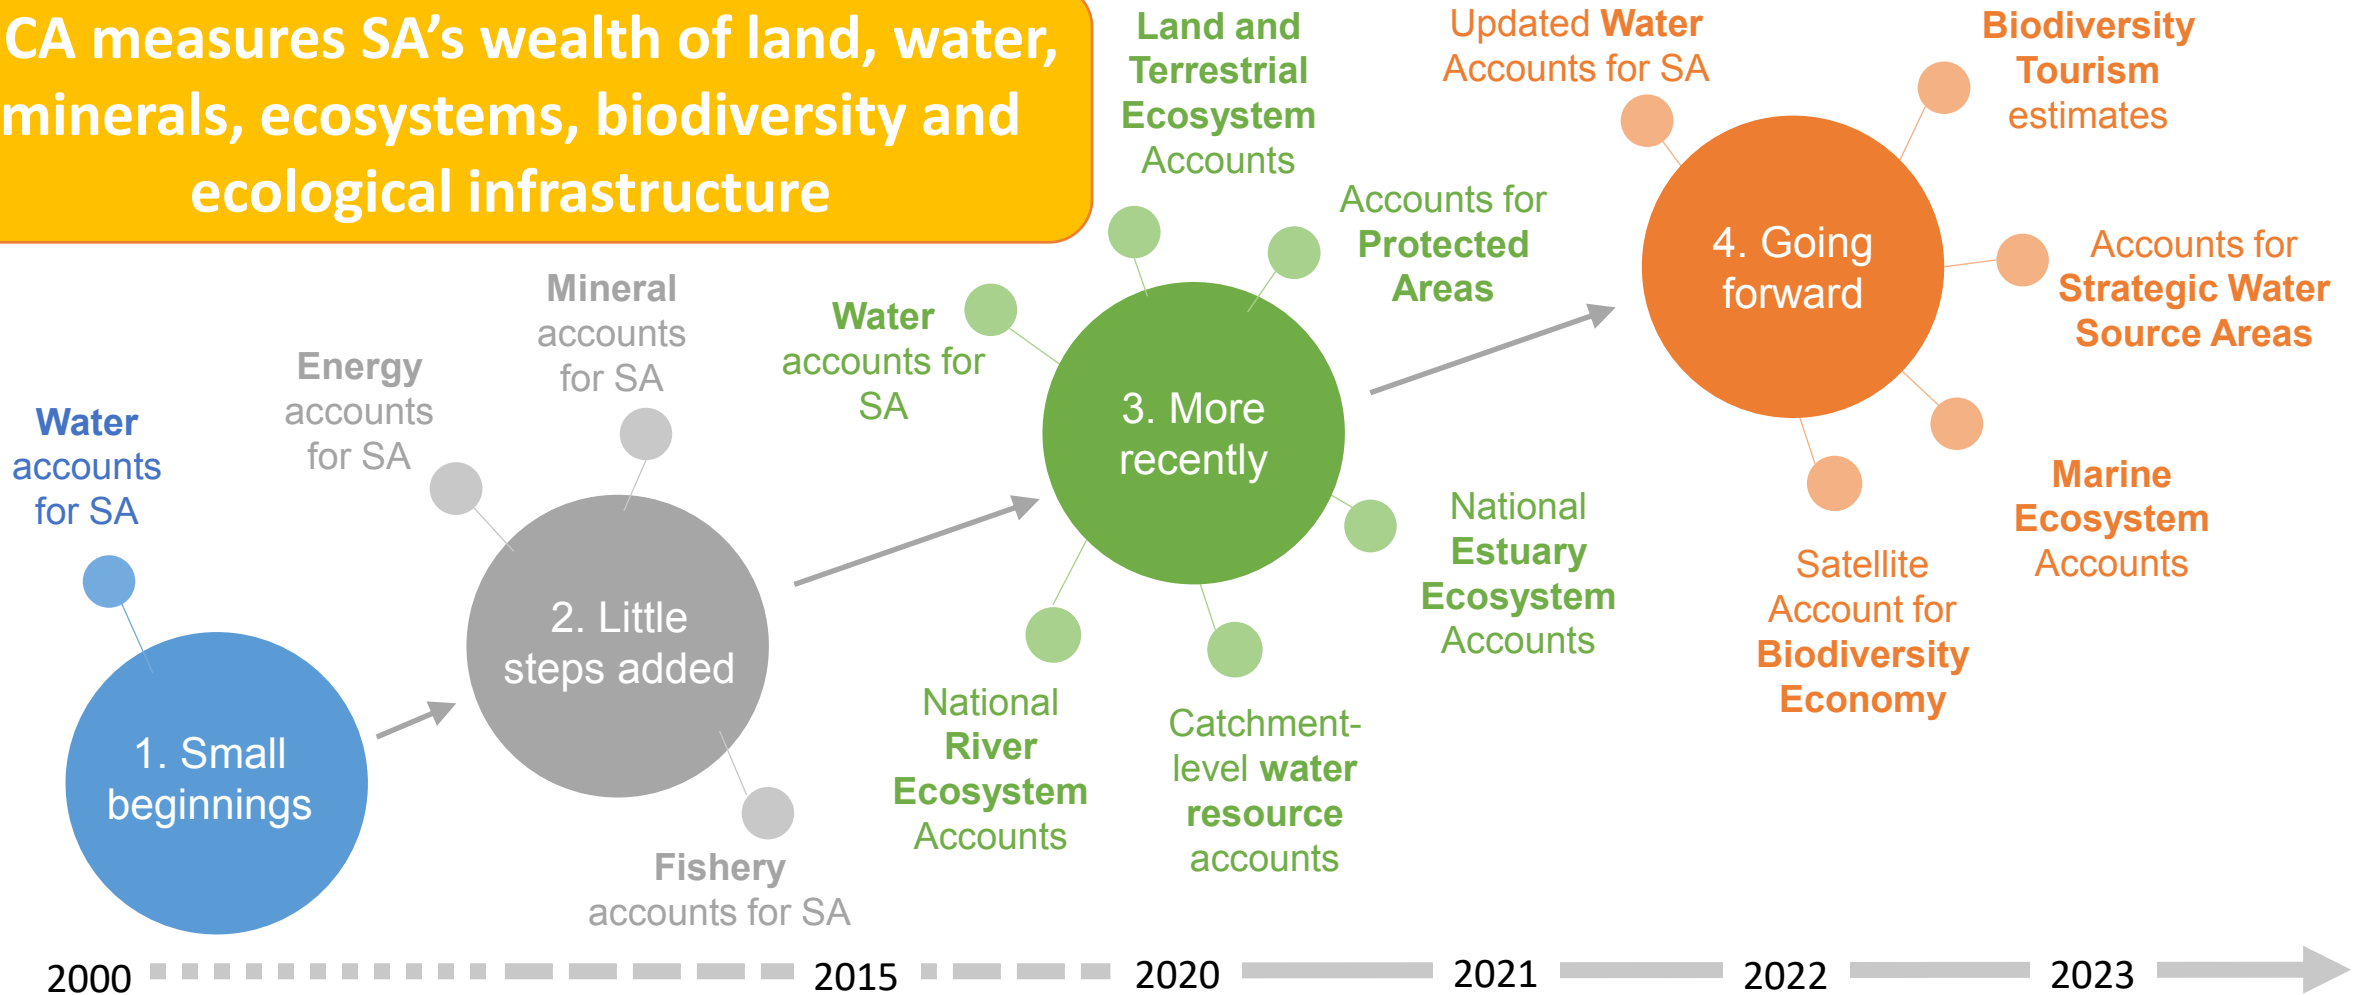 CA measures SA's wealth of land, water,
minerals, ecosystems, biodiversity and
ecological infrastructure
Water
accounts
for SA
1. Small
beginnings
Energy
accounts
for SA
Mineral
accounts
for SA
2. Little
steps added
Fishery
accounts for SA
Water
accounts for
SA
Land and
Terrestrial
Ecosystem
Accounts
Accounts for
Protected
Areas
3. More
recently
National
River
Ecosystem
Accounts
Catchment-
level water
resource
accounts
National
Estuary
Ecosystem
Accounts
Updated Water
Accounts for SA
Biodiversity
Tourism
estimates
4. Going
forward
Accounts for
Strategic Water
Source Areas
Marine
Ecosystem
Accounts
Satellite
Account for
Biodiversity
Economy
2000
2015
2020
2021
2022
2023